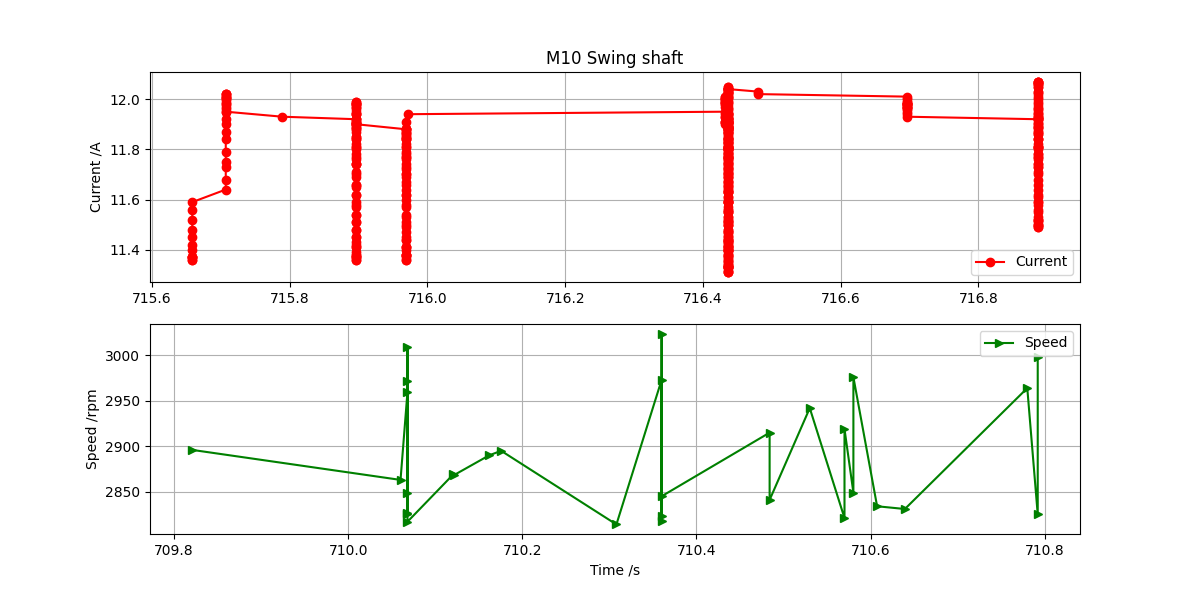 M10 Swing shaft
Current /A
12.0
11.8
11.6
11.4
Current
715.6 715.8 716.0 716.2 716.4 716.6 716.8
Speed /rpm
3000
2950
2900
2850
Speed
709.8 710.0 710.2 710.4 710.6 710.8
Time /s